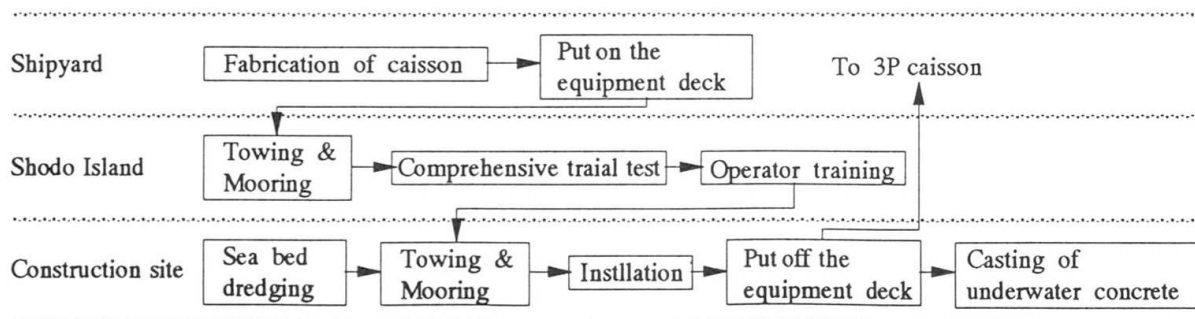 Shipyard
Fabrication of caisson
Put on the
equipment deck
To 3P caisson
Shodo Island
Towing &
Mooring
Comprehensive traial test
Operator training
Construction site
Sea bed
dredging
Towing &
Mooring
Instllation
Put off the
equipment deck
Casting of
underwater concrete